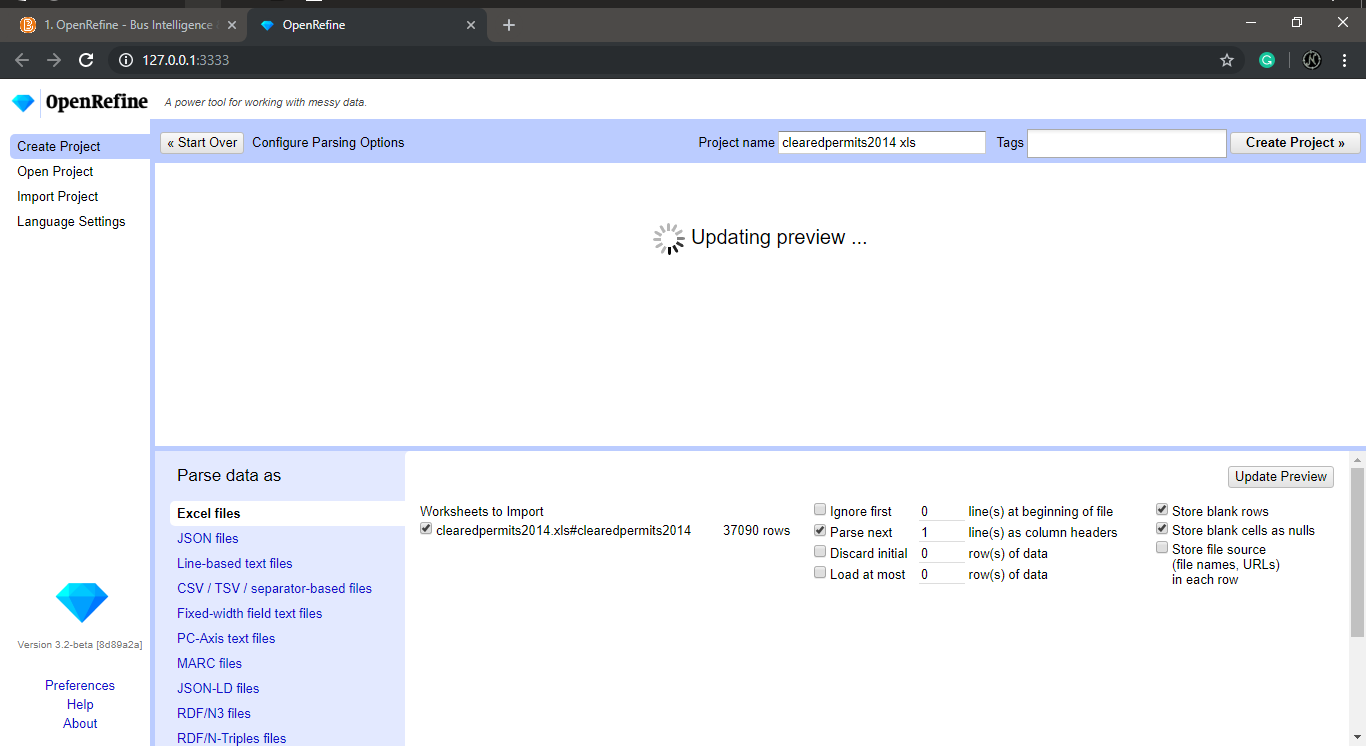 1. OpenRefine - Bus Intelligence
OpenRefine
127.0.0.1:3333
OpenRefine
A power tool for working with messy data.
Create Project
Open Project
Import Project
Language Settings
« Start Over
Configure Parsing Options
Project name
clearedpermits2014 xls
Tags
Create Project »
Updating preview ...
Parse data as
Excel files
JSON files
Line-based text files
CSV / TSV / separator-based files
Fixed-width field text files
PC-Axis text files
MARC files
JSON-LD files
RDF/N3 files
RDF/N-Triples files
Update Preview
Worksheets to Import
clearedpermits2014.xls#clearedpermits2014 37090 rows
Ignore first 0 line(s) at beginning of file
Parse next 1 line(s) as column headers
Discard initial 0 row(s) of data
Load at most 0 row(s) of data
Store blank rows
Store blank cells as nulls
Store file source
(file names, URLs)
in each row
Version 3.2-beta [8d89a2a]
Preferences
Help
About